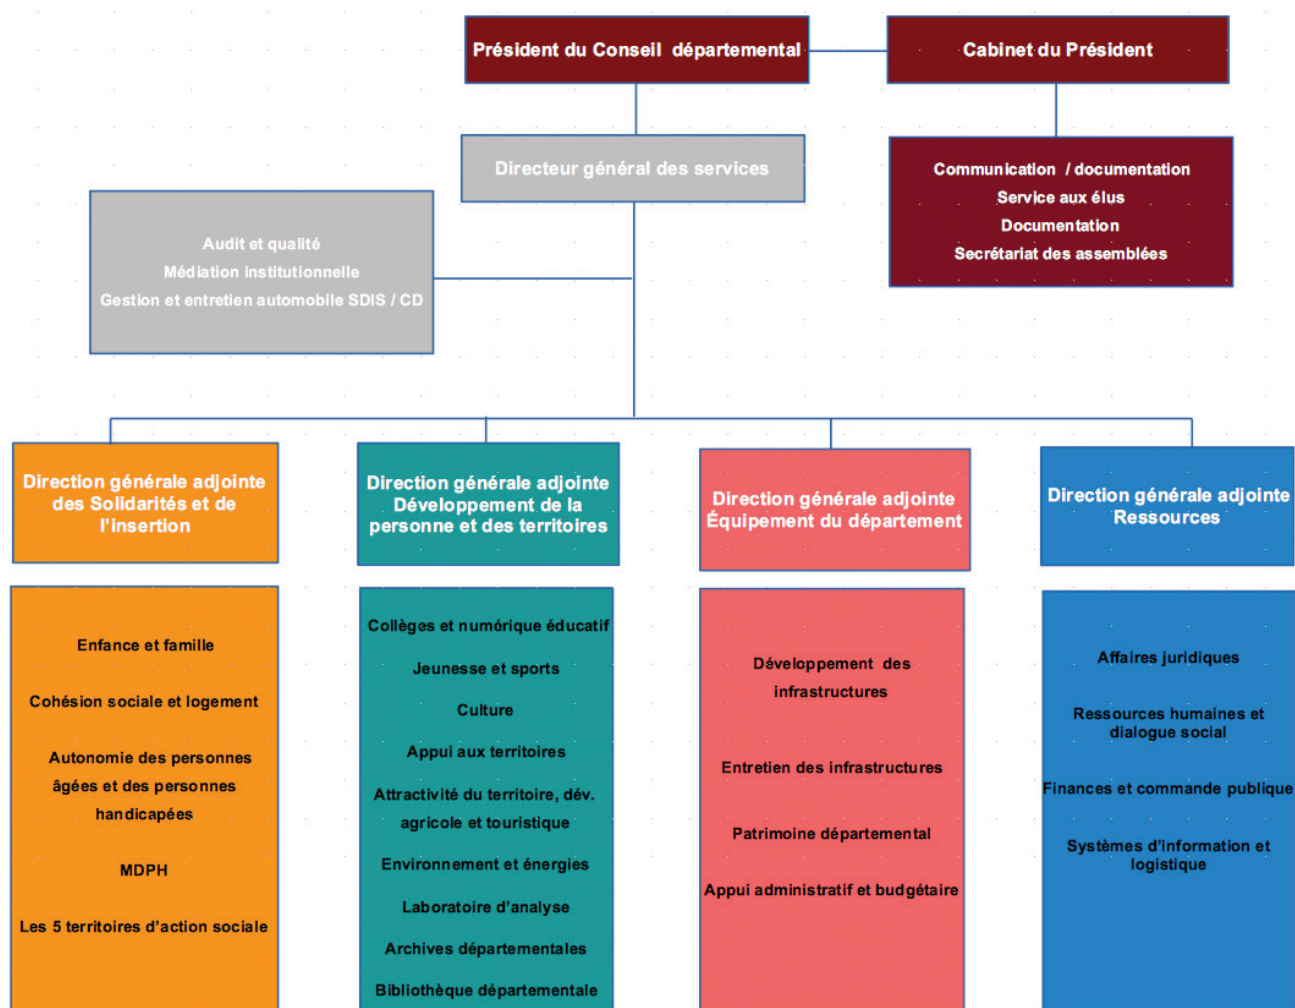 Président du Conseil départemental
Cabinet du Président
Directeur général des services
Communication / documentation
Service aux élus
Documentation
Secrétariat des assemblées
Audit et qualité
Médiation institutionnelle
Gestion et entretien automobile SDIS / CD
Direction générale adjointe
des Solidarités et de
l'insertion
Direction générale adjointe
Développement de la
personne et des territoires
Direction générale adjointe
Équipement du département
Direction générale adjointe
Ressources
Enfance et famille
Cohésion sociale et logement
Autonomie des personnes
âgées et des personnes
handicapées
MDPH
Les 5 territoires d'action sociale
Collèges et numérique éducatif
Jeunesse et sports
Culture
Appui aux territoires
Attractivité du territoire, dév.
agricole et touristique
Environnement et énergies
Laboratoire d'analyse
Archives départementales
Bibliothèque départementale
Développement des
infrastructures
Entretien des infrastructures
Patrimoine départemental
Appui administratif et budgétaire
Affaires juridiques
Ressources humaines et
dialogue social
Finances et commande publique
Systèmes d'information et
logistique